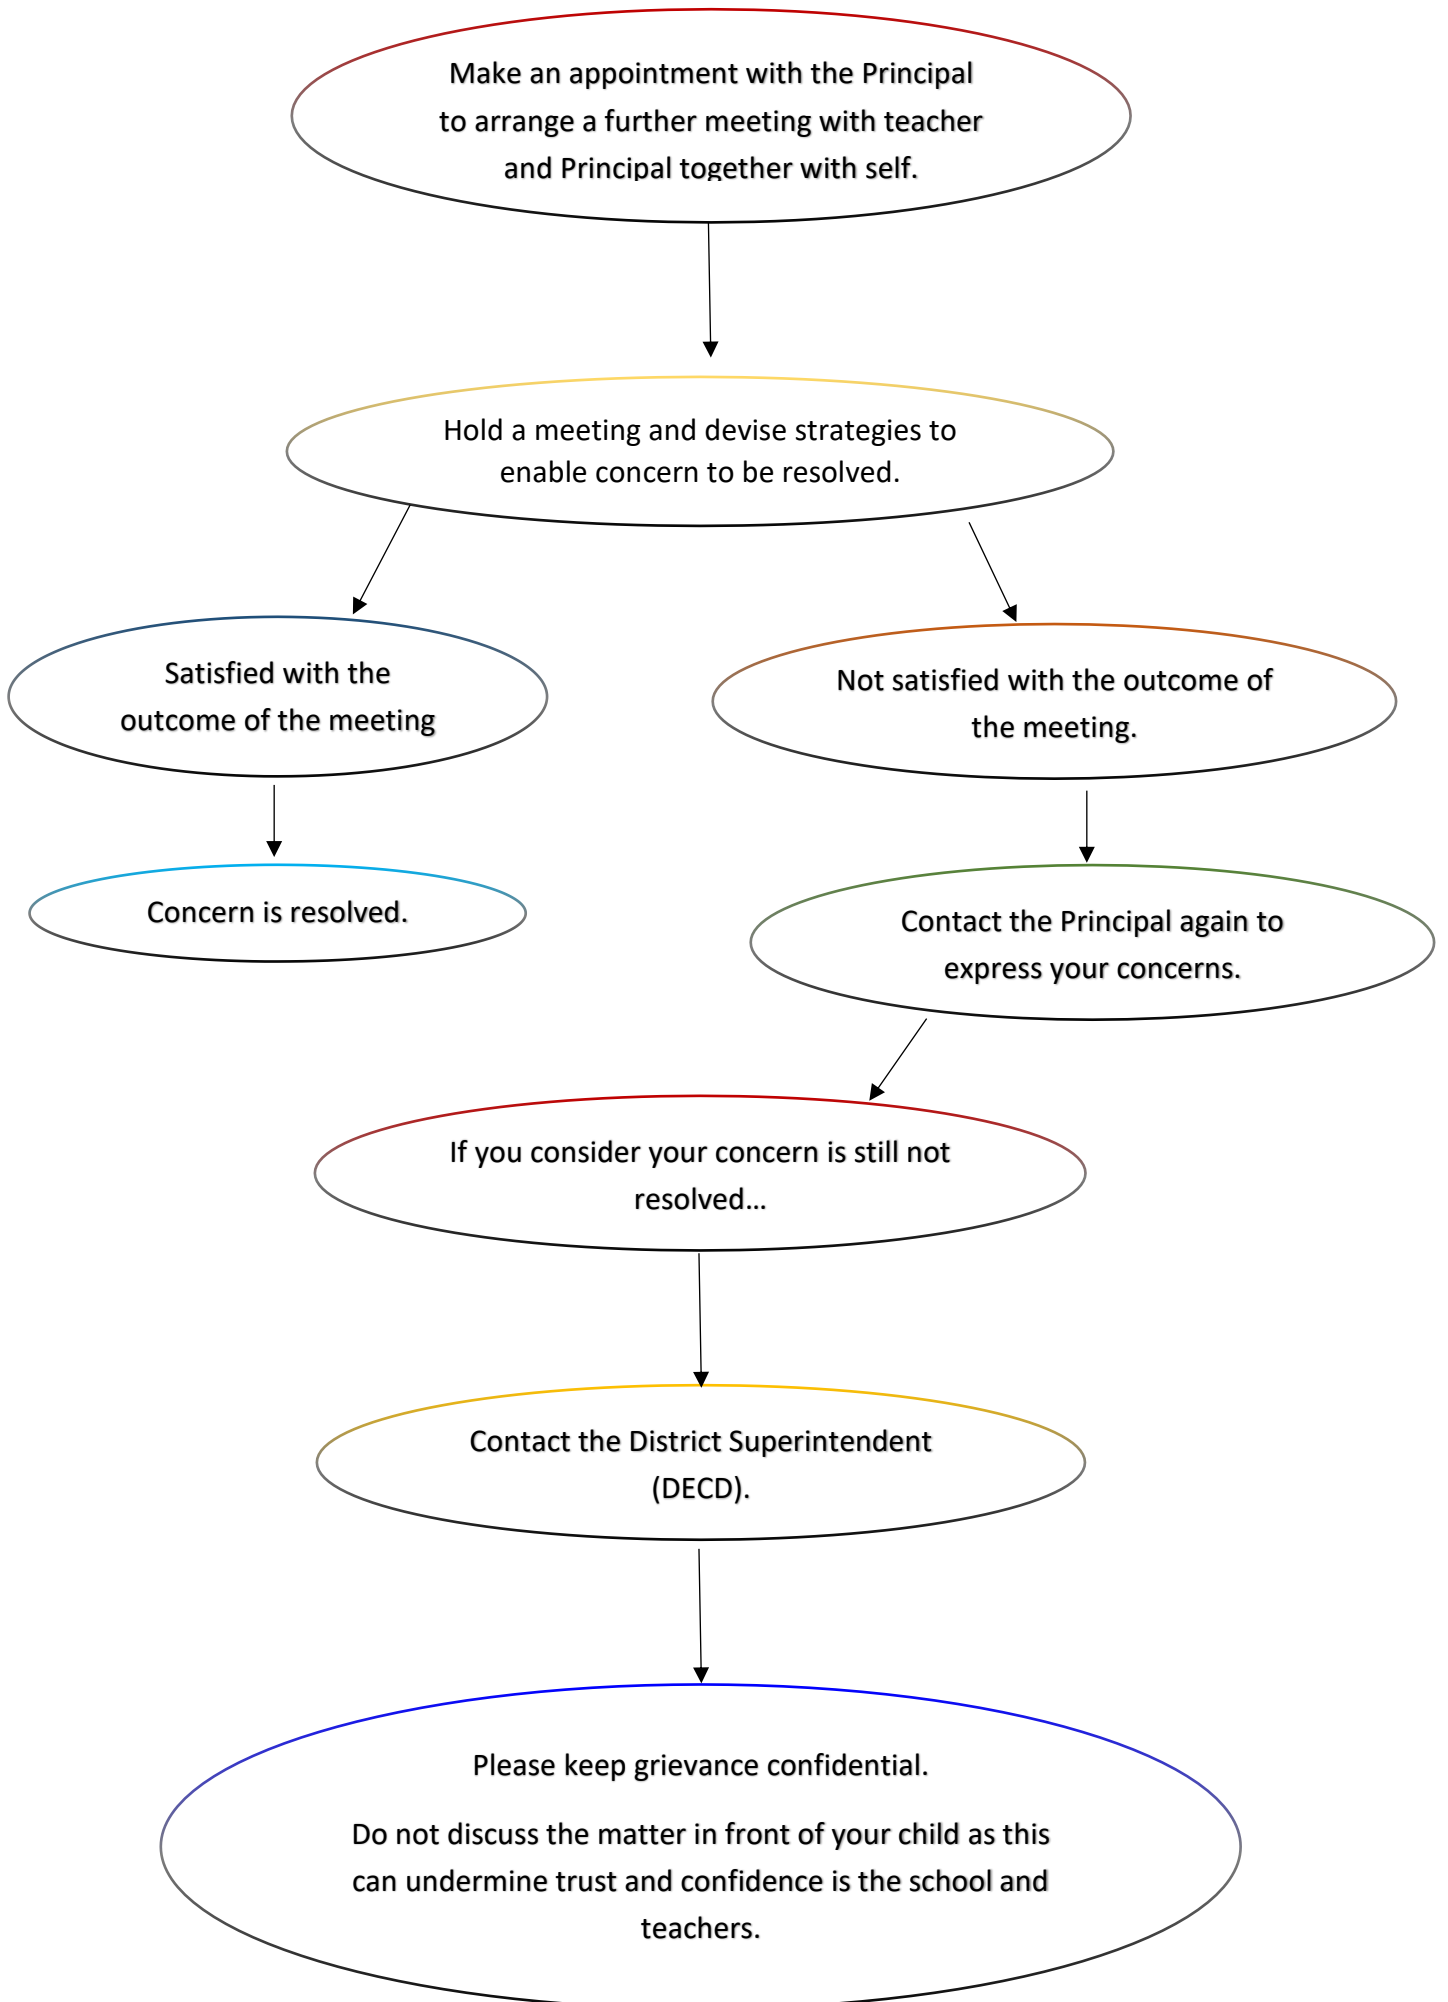 Make an appointment with the Principal
to arrange a further meeting with teacher
and Principal together with self.
Hold a meeting and devise strategies to
enable concern to be resolved.
Satisfied with the
outcome of the meeting
Not satisfied with the outcome of
the meeting.
Concern is resolved.
Contact the Principal again to
express your concerns.
If you consider your concern is still not
resolved…
Contact the District Superintendent
(DECD).
Please keep grievance confidential.
Do not discuss the matter in front of your child as this
can undermine trust and confidence is the school and
teachers.